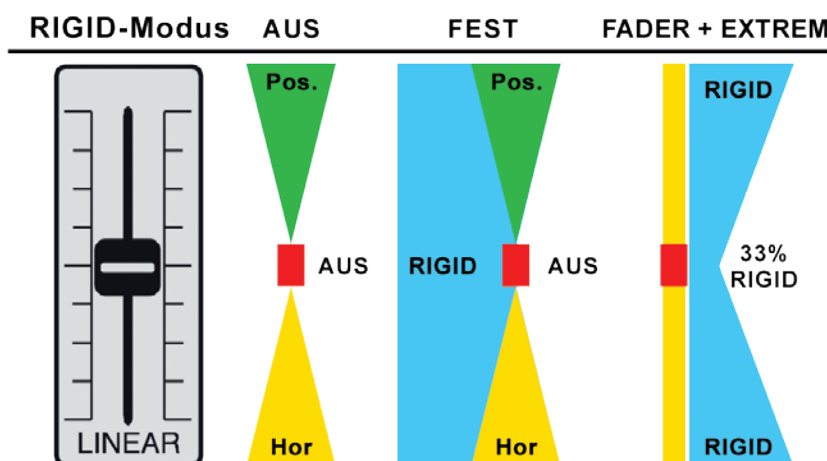 RIGID-Modus AUS FEST FADER + EXTREM
Pos. Pos. RIGID
AUS RIGID AUS 33%
RIGID
LINEAR Hor Hor RIGID